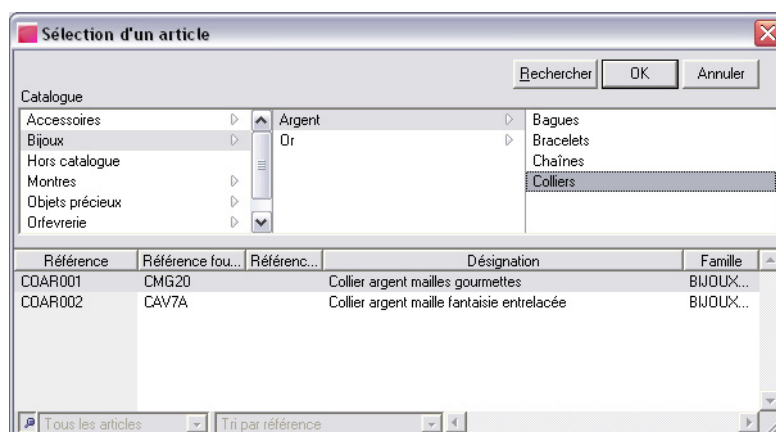 Sélection d'un article
Rechercher OK Annuler
Catalogue
Accessoires Argent Bagues
Bijoux Or Bracelets
Hors catalogue Chaînes
Montres Colliers
Objets précieux
Orfevrerie
Référence Référence fou... Référenc... Désignation Famille
COAR001 CMG20 Collier argent mailles gourmettes BIJOUX...
COAR002 CAV7A Collier argent maille fantaisie entrelacée BIJOUX...
Tous les articles Tri par référence